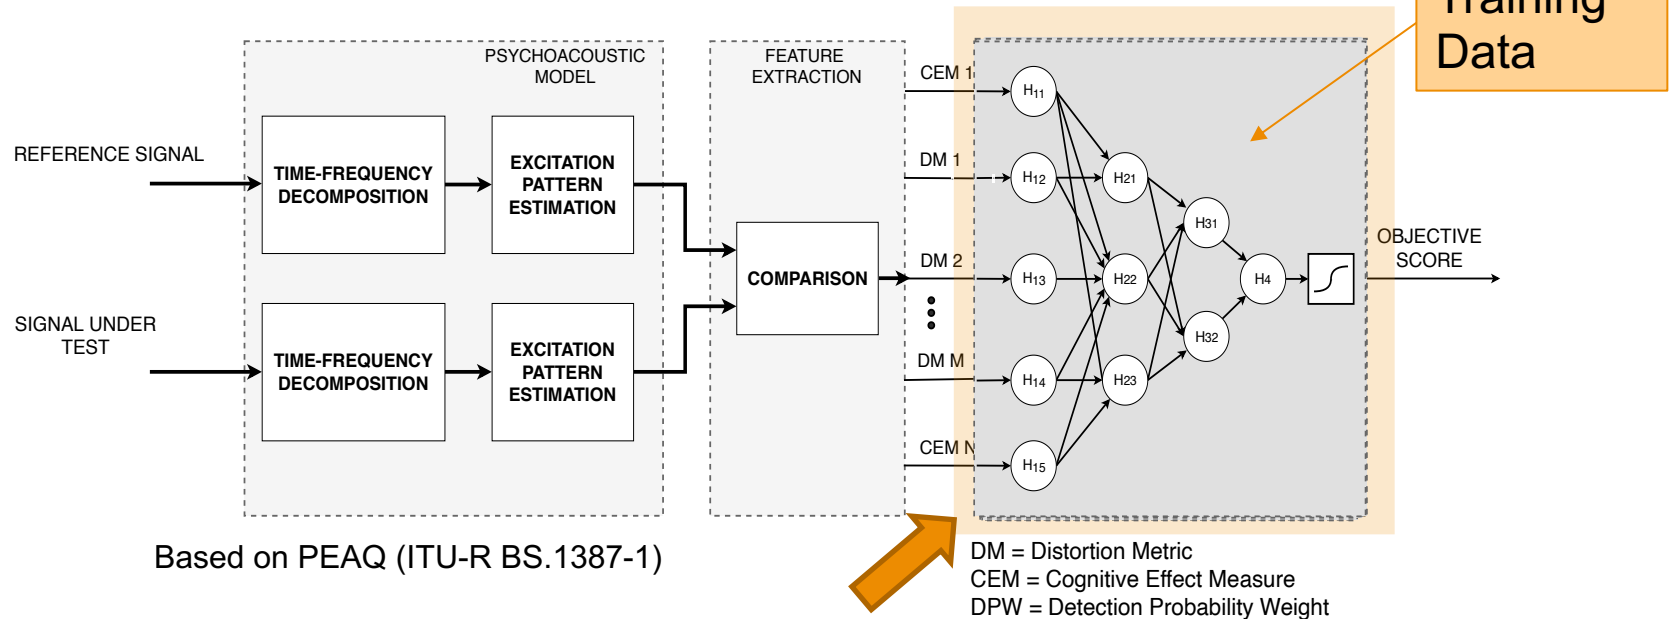 Training
Data
PSYCHOACOUSTIC
MODEL
FEATURE
EXTRACTION
CEM 1
H11
REFERENCE SIGNAL
TIME-FREQUENCY
DECOMPOSITION
EXCITATION
PATTERN
ESTIMATION
DM 1
H12
H21
H31
COMPARISON
DM 2
H13
H22
H4
OBJECTIVE
SCORE
SIGNAL UNDER
TEST
TIME-FREQUENCY
DECOMPOSITION
EXCITATION
PATTERN
ESTIMATION
H32
DM M
H14
H23
CEM N
H15
Based on PEAQ (ITU-R BS.1387-1)
DM = Distortion Metric
CEM = Cognitive Effect Measure
DPW = Detection Probability Weight